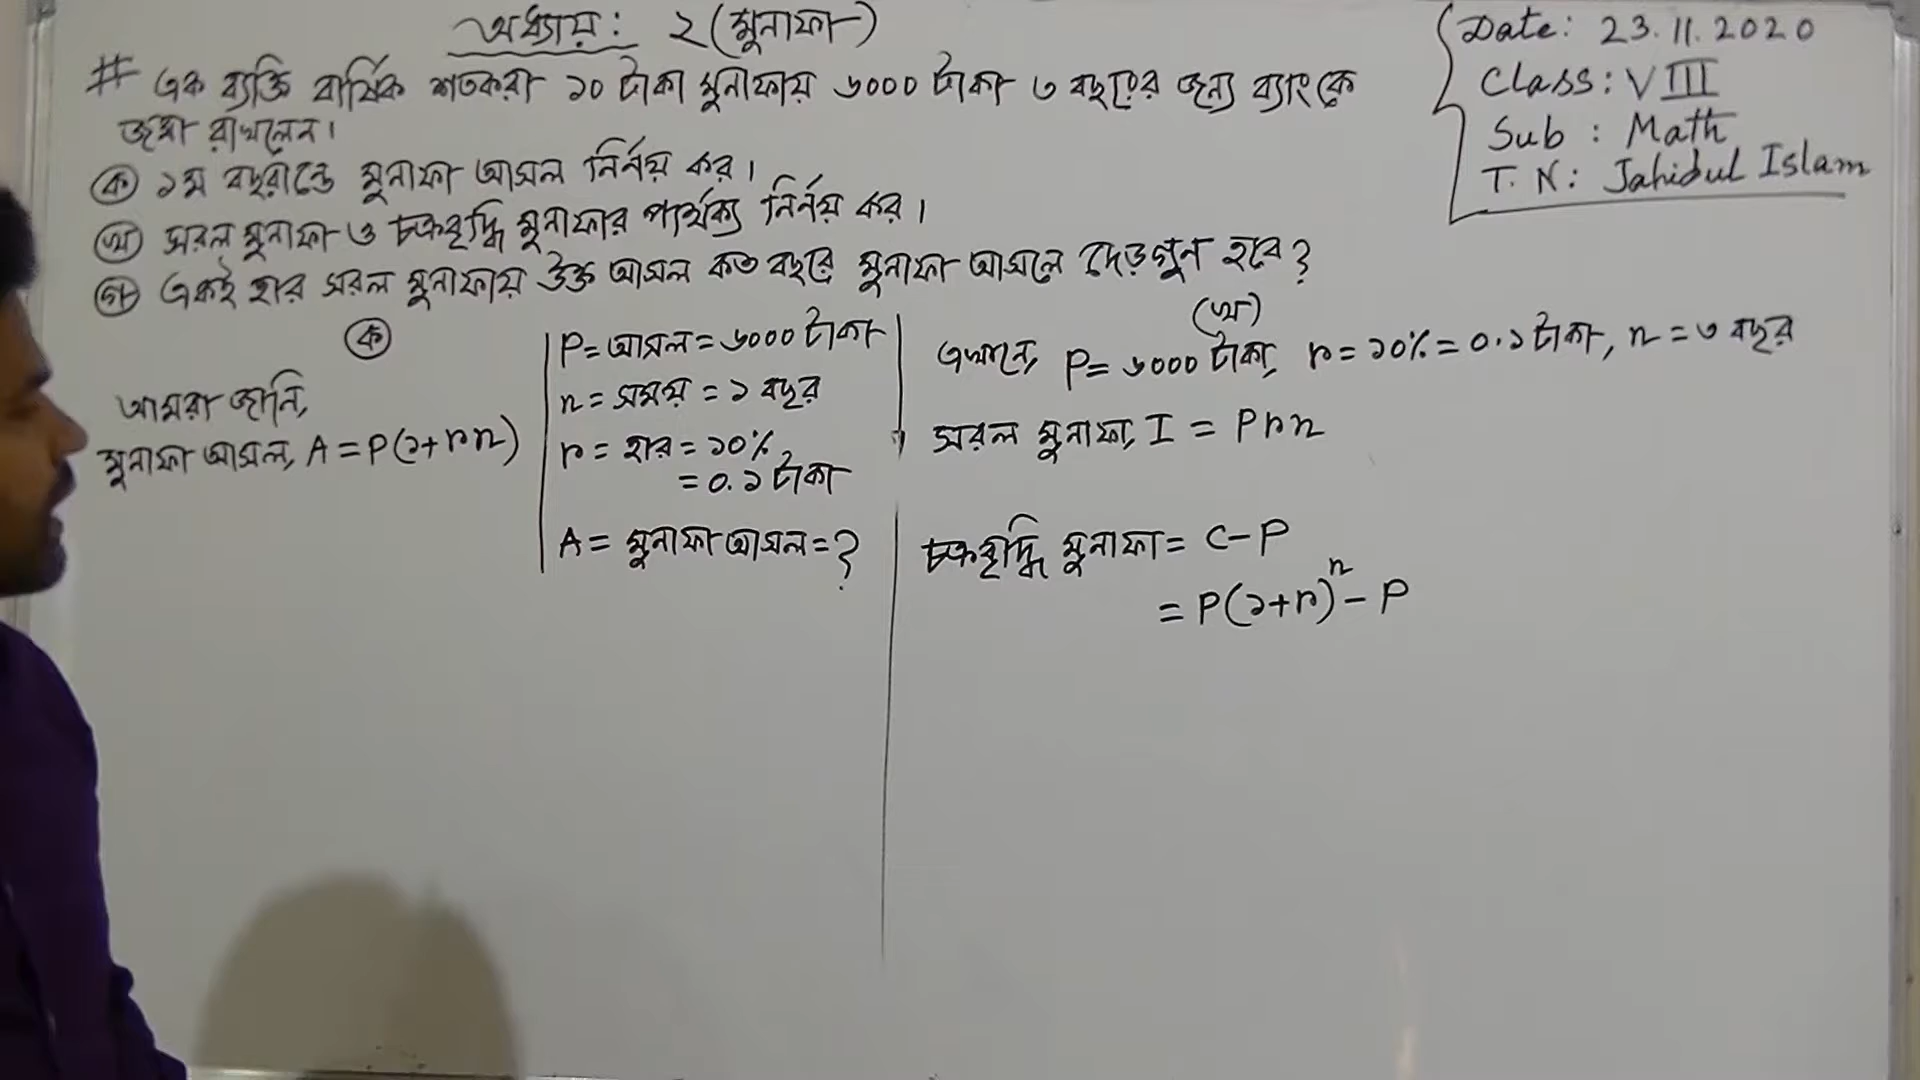 অধ্যায়: ২ (মুনাফা)
Date: 23.11.2020
Class: VIII
Sub : Math
T. N: Jahidul Islam
# এক ব্যক্তি বার্ষিক শতকরা ১০ টাকা মুনাফায় ৬০০০ টাকা ৩ বছরের জন্য ব্যাংকে
জমা রাখলেন।
ক ১ম বছরান্তে মুনাফা আসল নির্নয় কর।
খ সরল মুনাফা ও চক্রবৃদ্ধি মুনাফার পার্থক্য নির্নয় কর।
গ একই হার সরল মুনাফায় উক্ত আসল কত বছরে মুনাফা আসলে দেড়গুন হবে?
ক
আমরা জানি,
মুনাফা আসল, A = P(১+rn)
P = আসল = ৬০০০ টাকা
n = সময় = ১ বছর
r = হার = ১০%
= ০.১ টাকা
A = মুনাফা আসল = ?
(খ)
এখানে, P = ৬০০০ টাকা, r = ১০% = ০.১ টাকা, n = ৩ বছর
সরল মুনাফা, I = Prn
চক্রবৃদ্ধি মুনাফা = C - P
= P(১+r)ⁿ - P